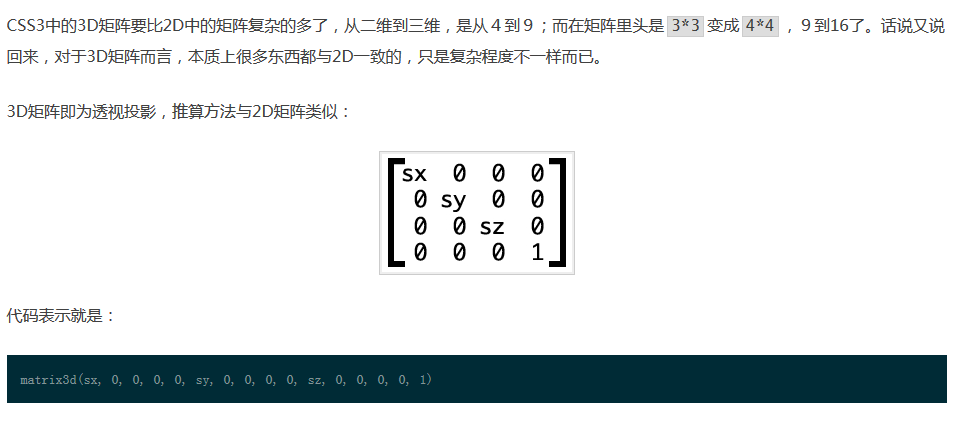 CSS3中的3D矩阵要比2D中的矩阵复杂的多了，从二维到三维，是从４到９；而在矩阵里头是 3*3 变成 4*4 ，９到16了。话说又说
回来，对于3D矩阵而言，本质上很多东西都与2D一致的，只是复杂程度不一样而已。
3D矩阵即为透视投影，推算方法与2D矩阵类似：
sx 0 0 0
0 sy 0 0
0 0 sz 0
0 0 0 1
代码表示就是：
matrix3d(sx, 0, 0, 0, 0, sy, 0, 0, 0, 0, sz, 0, 0, 0, 0, 1)